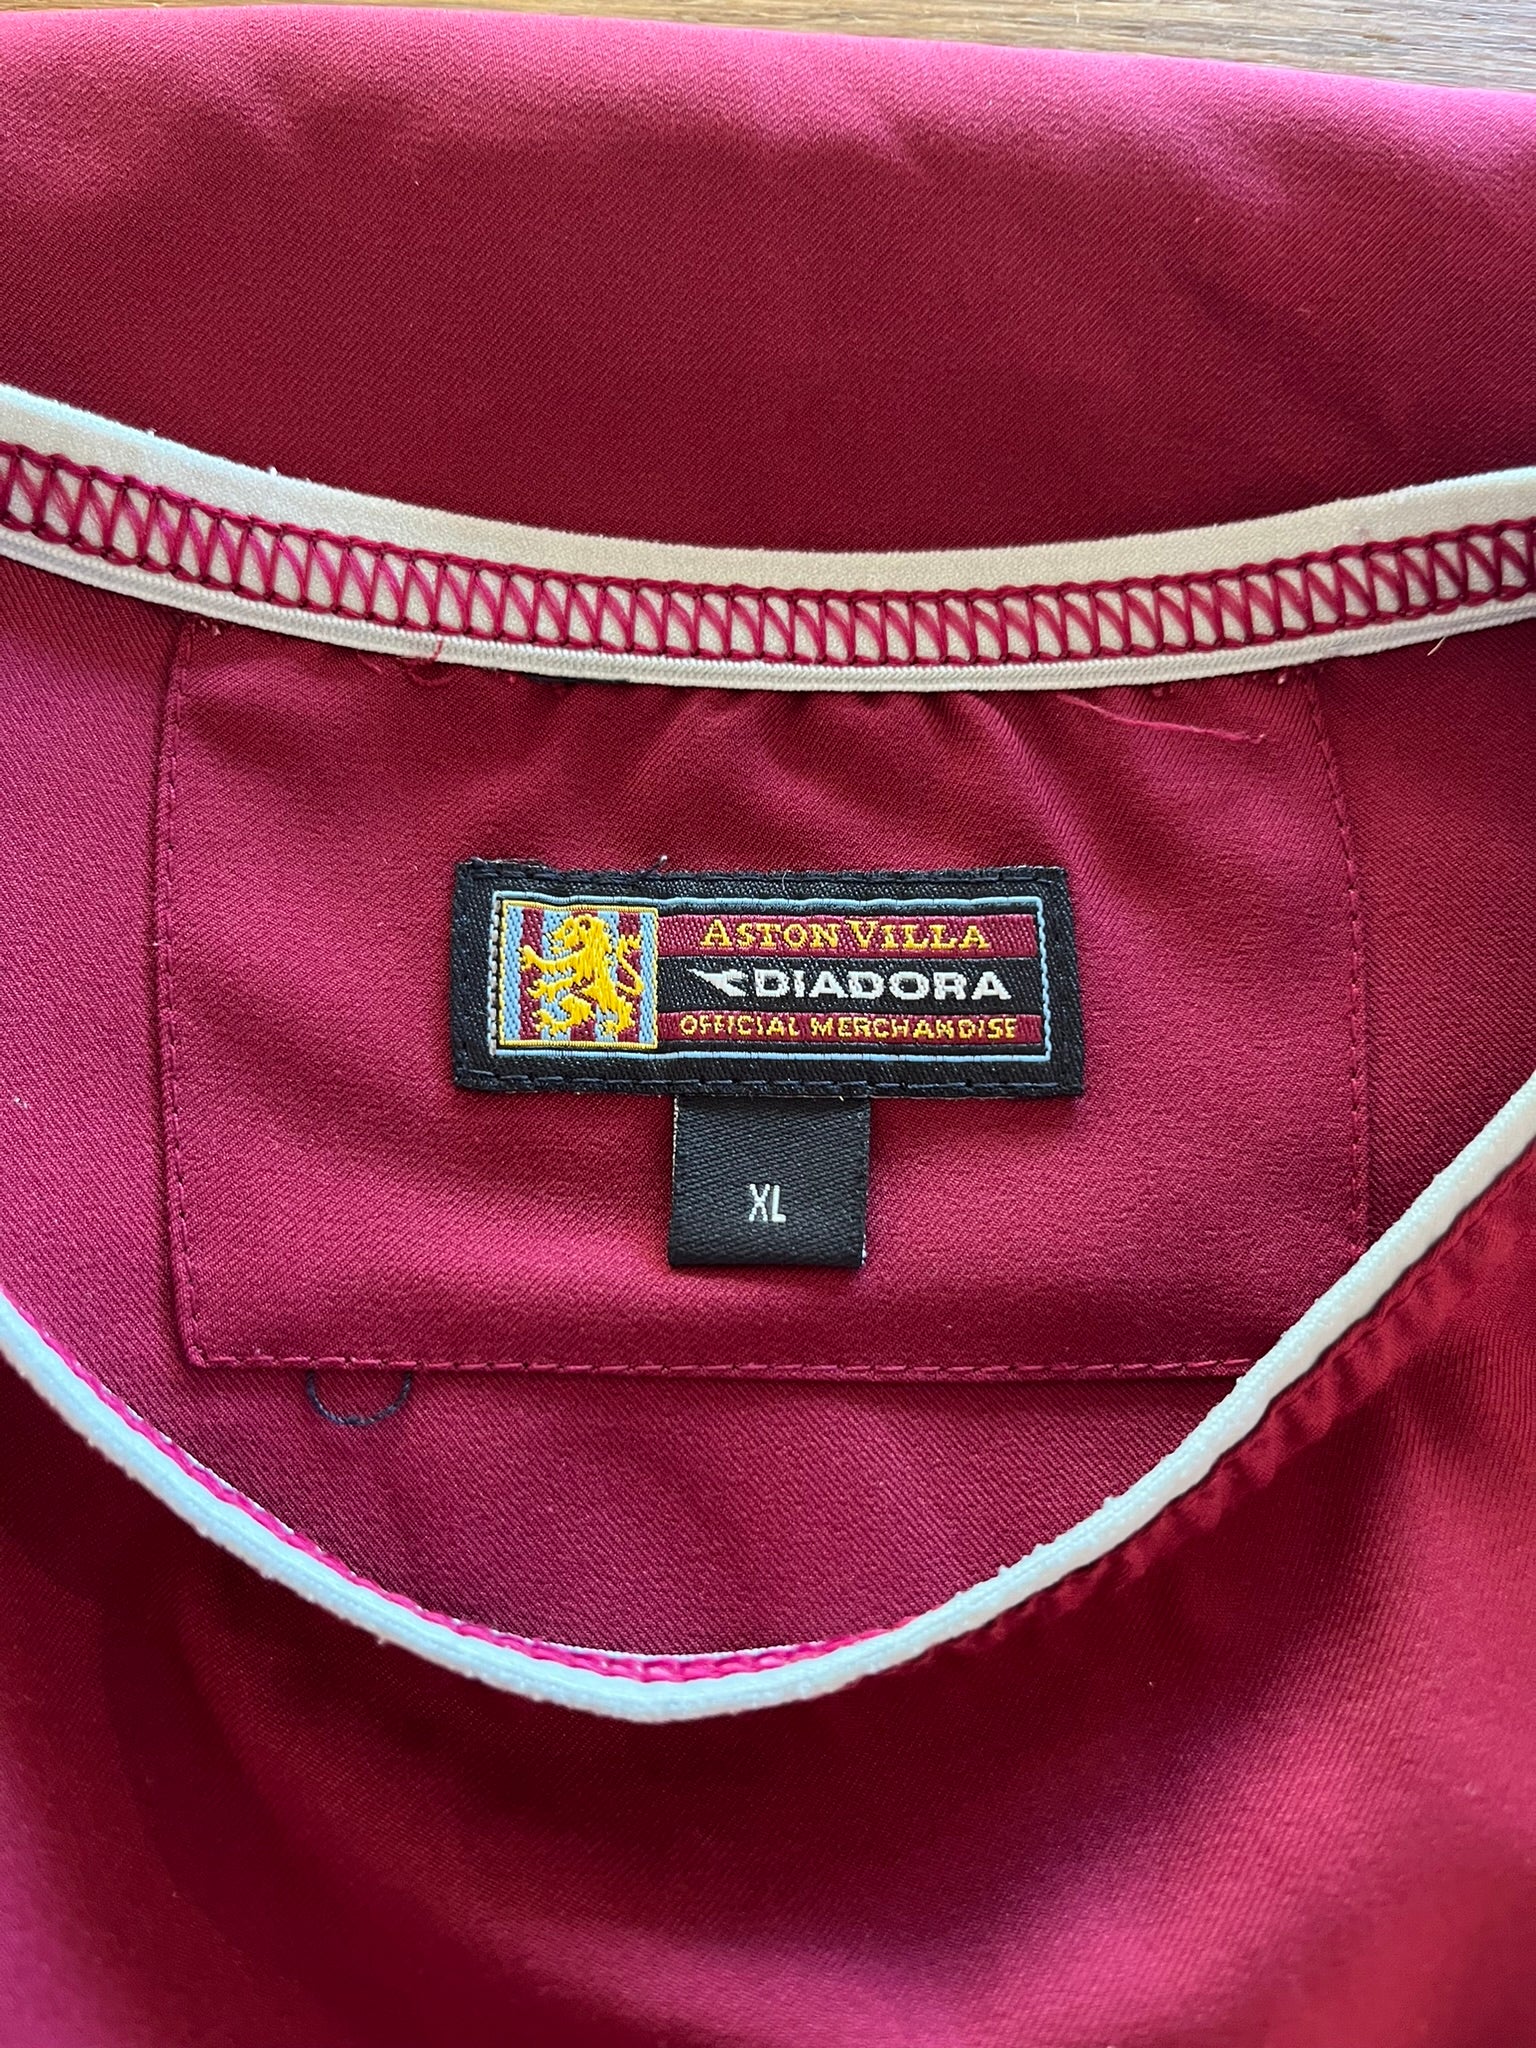 ASTON VILLA
DIADORA
OFFICIAL MERCHANDISE
XL